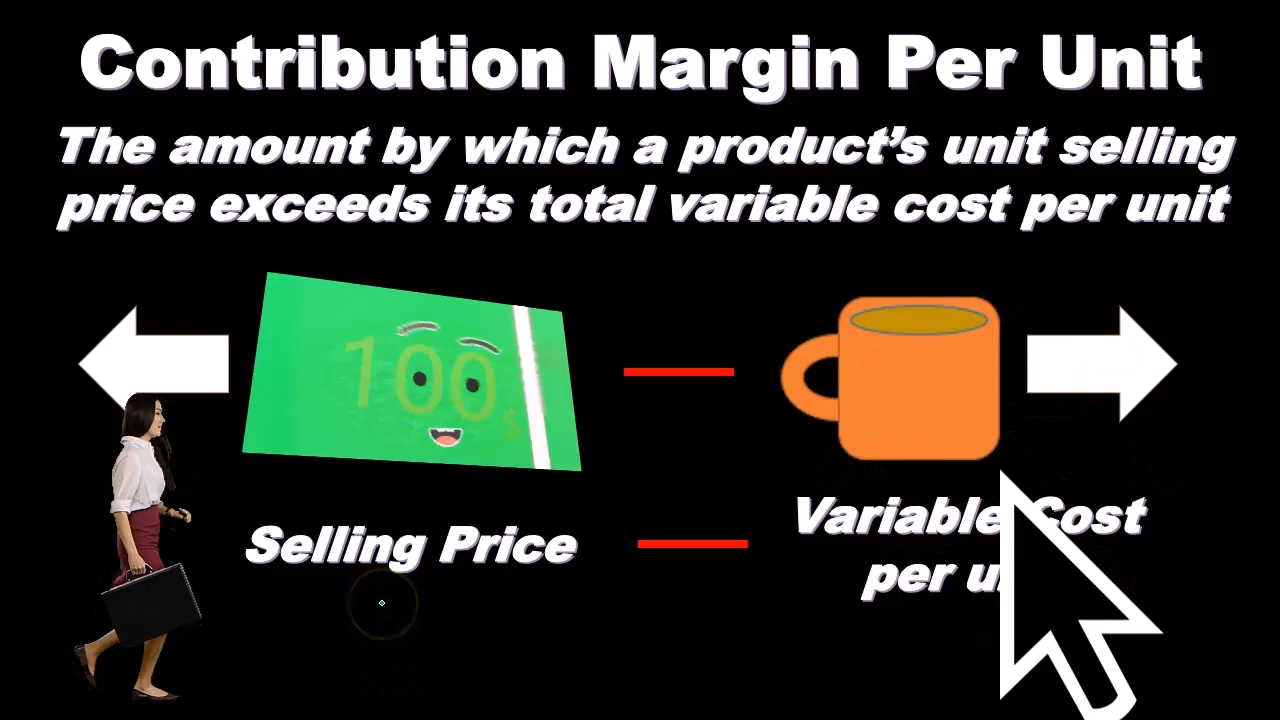 Contribution Margin Per Unit
The amount by which a product’s unit selling
price exceeds its total variable cost per unit
100
$
Selling Price
Variable Cost
per